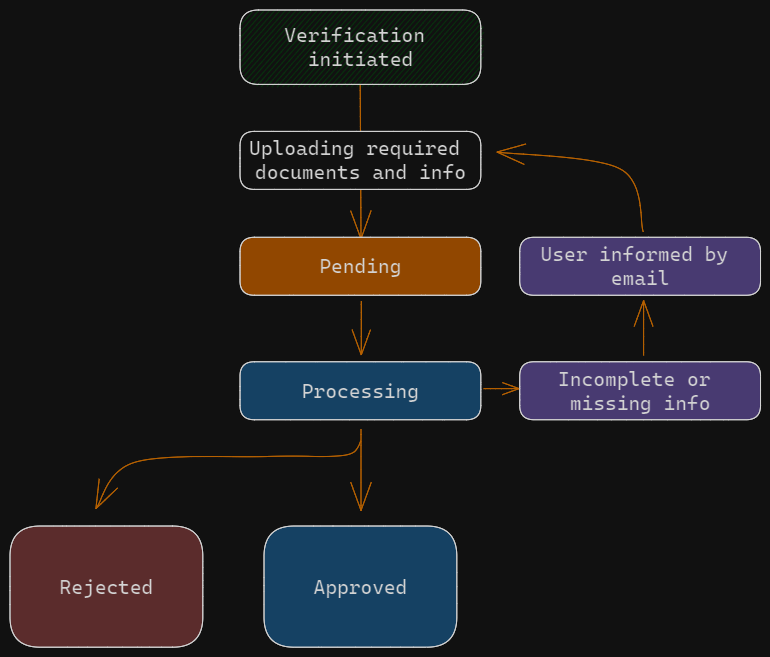 Verification
initiated
Uploading required
documents and info
Pending
User informed by
email
Processing
Incomplete or
missing info
Rejected
Approved